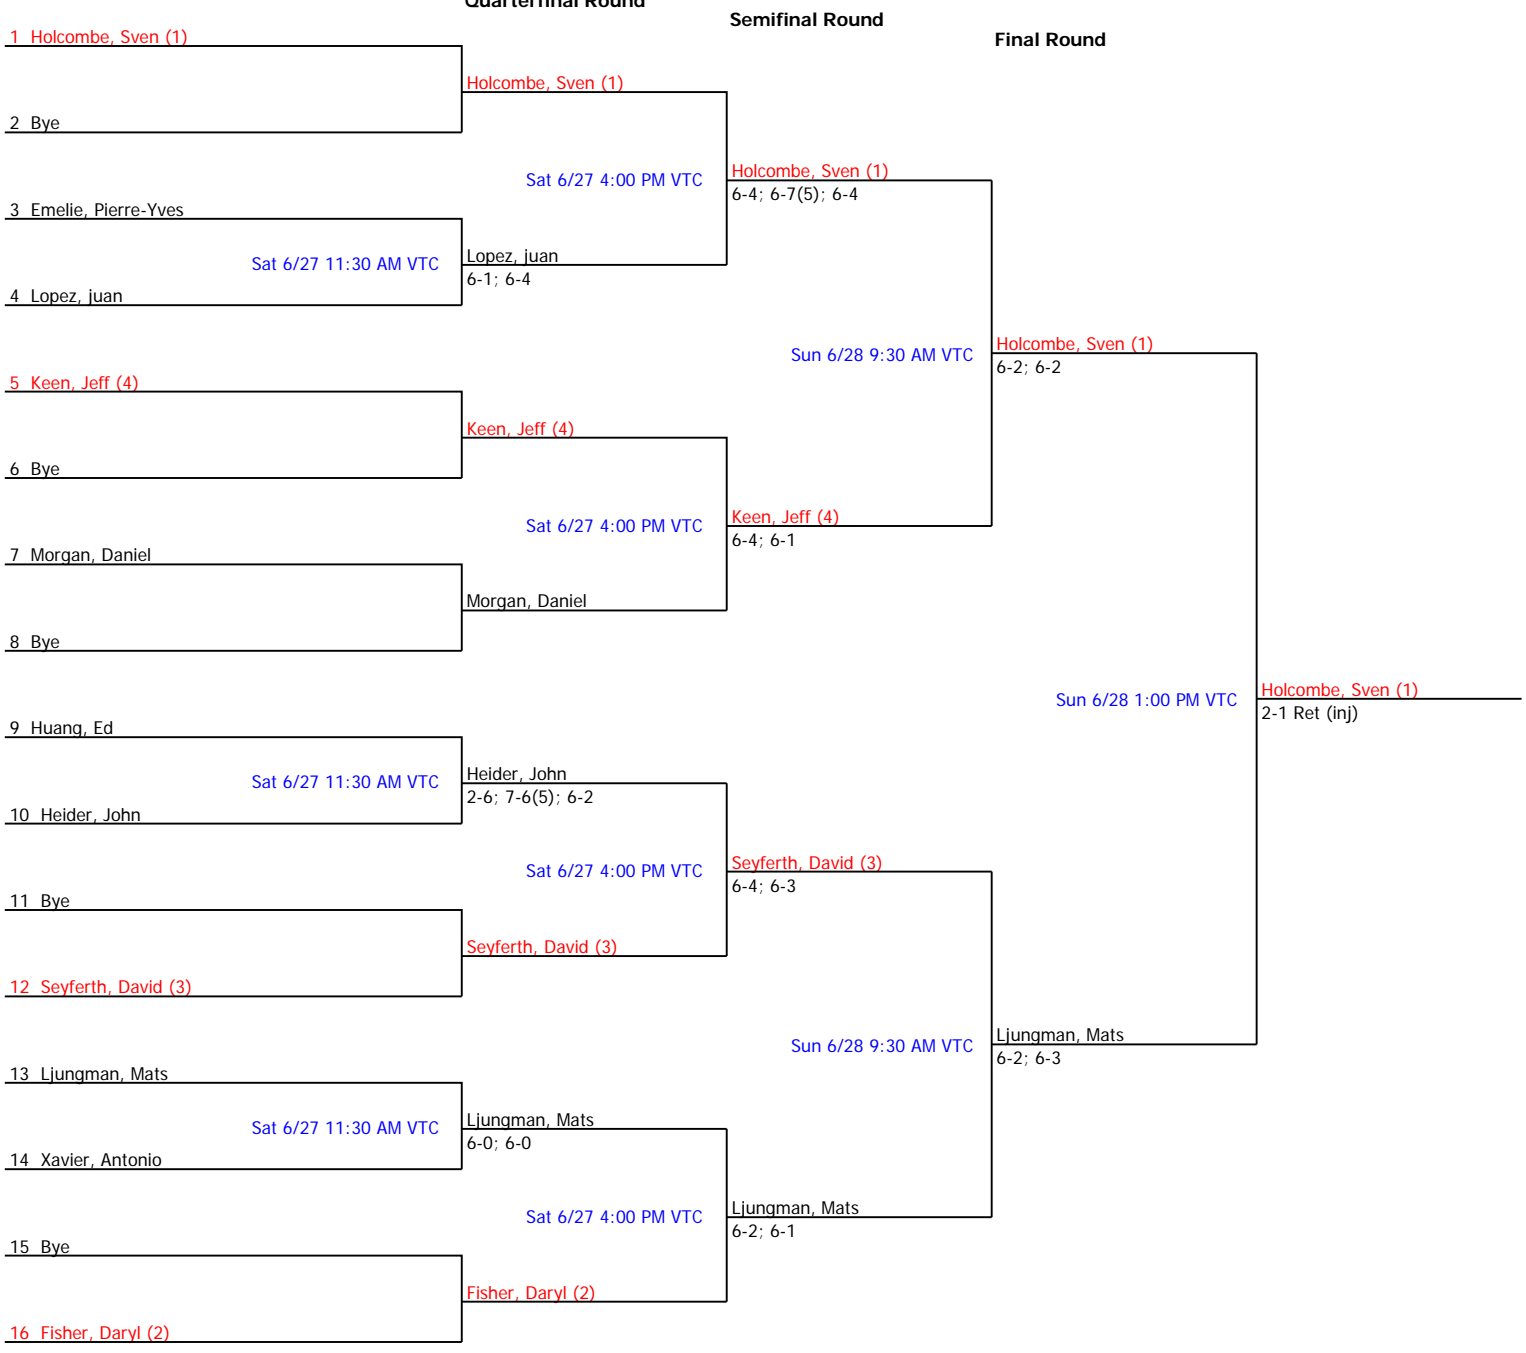 Quarterfinal Round
Semifinal Round
Final Round
1 Holcombe, Sven (1)
Holcombe, Sven (1)
2 Bye
Sat 6/27 4:00 PM VTC
Holcombe, Sven (1)
6-4; 6-7(5); 6-4
3 Emelie, Pierre-Yves
Sat 6/27 11:30 AM VTC
Lopez, juan
6-1; 6-4
4 Lopez, juan
Sun 6/28 9:30 AM VTC
Holcombe, Sven (1)
6-2; 6-2
5 Keen, Jeff (4)
Keen, Jeff (4)
6 Bye
Sat 6/27 4:00 PM VTC
Keen, Jeff (4)
6-4; 6-1
7 Morgan, Daniel
Morgan, Daniel
8 Bye
Sun 6/28 1:00 PM VTC
Holcombe, Sven (1)
2-1 Ret (inj)
9 Huang, Ed
Sat 6/27 11:30 AM VTC
Heider, John
2-6; 7-6(5); 6-2
10 Heider, John
Sat 6/27 4:00 PM VTC
Seyferth, David (3)
6-4; 6-3
11 Bye
Seyferth, David (3)
12 Seyferth, David (3)
Sun 6/28 9:30 AM VTC
Ljungman, Mats
6-2; 6-3
13 Ljungman, Mats
Sat 6/27 11:30 AM VTC
Ljungman, Mats
6-0; 6-0
14 Xavier, Antonio
Sat 6/27 4:00 PM VTC
Ljungman, Mats
6-2; 6-1
15 Bye
Fisher, Daryl (2)
16 Fisher, Daryl (2)